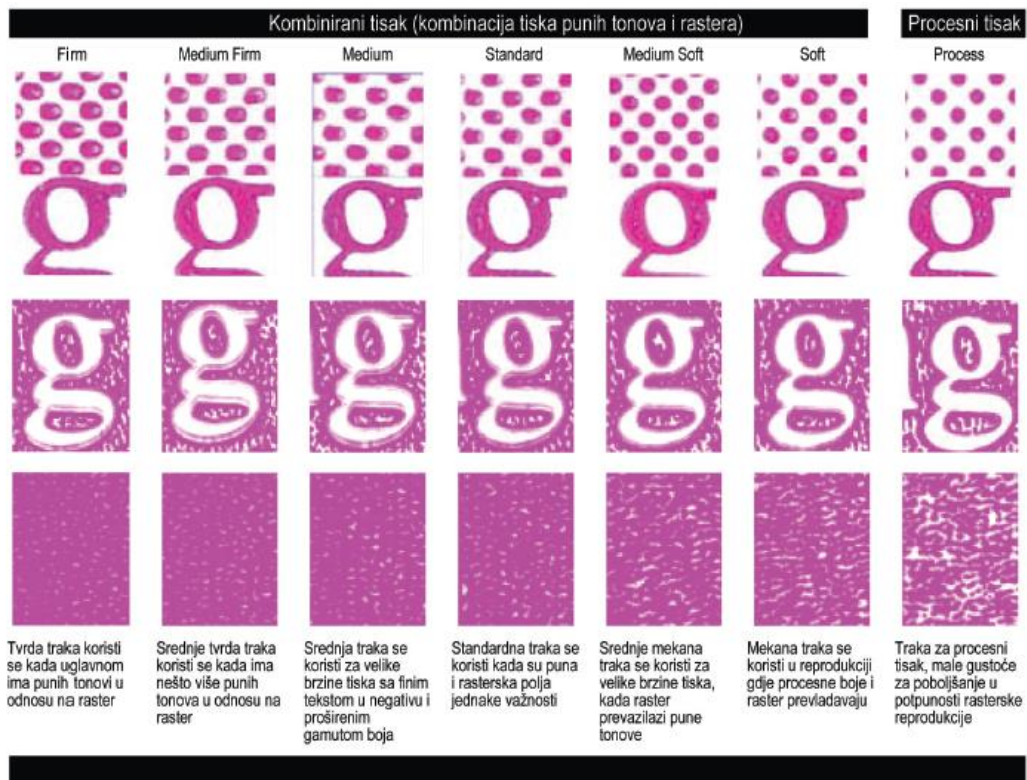 Kombinirani tisak (kombinacija tiska punih tonova i rastera)
Procesni tisak
Firm
Medium Firm
Medium
Standard
Medium Soft
Soft
Process
g
g
g
g
g
g
g
g
g
g
g
g
g
g
Tvrda traka koristi
se kada uglavnom
ima punih tonovi u
odnosu na raster
Srednje tvrda traka
koristi se kada ima
nešto više punih
tonova u odnosu na
raster
Srednja traka se
koristi za velike
brzine tiska sa finim
tekstom u negativu i
proširenim
gamutom boja
Standardna traka se
koristi kada su puna
i rasterska polja
jednake važnosti
Srednje mekana
traka se koristi za
velike brzine tiska,
kada raster
prevazilazi pune
tonove
Mekana traka se
koristi u reprodukciji
gdje procesne boje i
raster prevladavaju
Traka za procesni
tisak, male gustoće
za poboljšanje u
potpunosti rasterske
reprodukcije